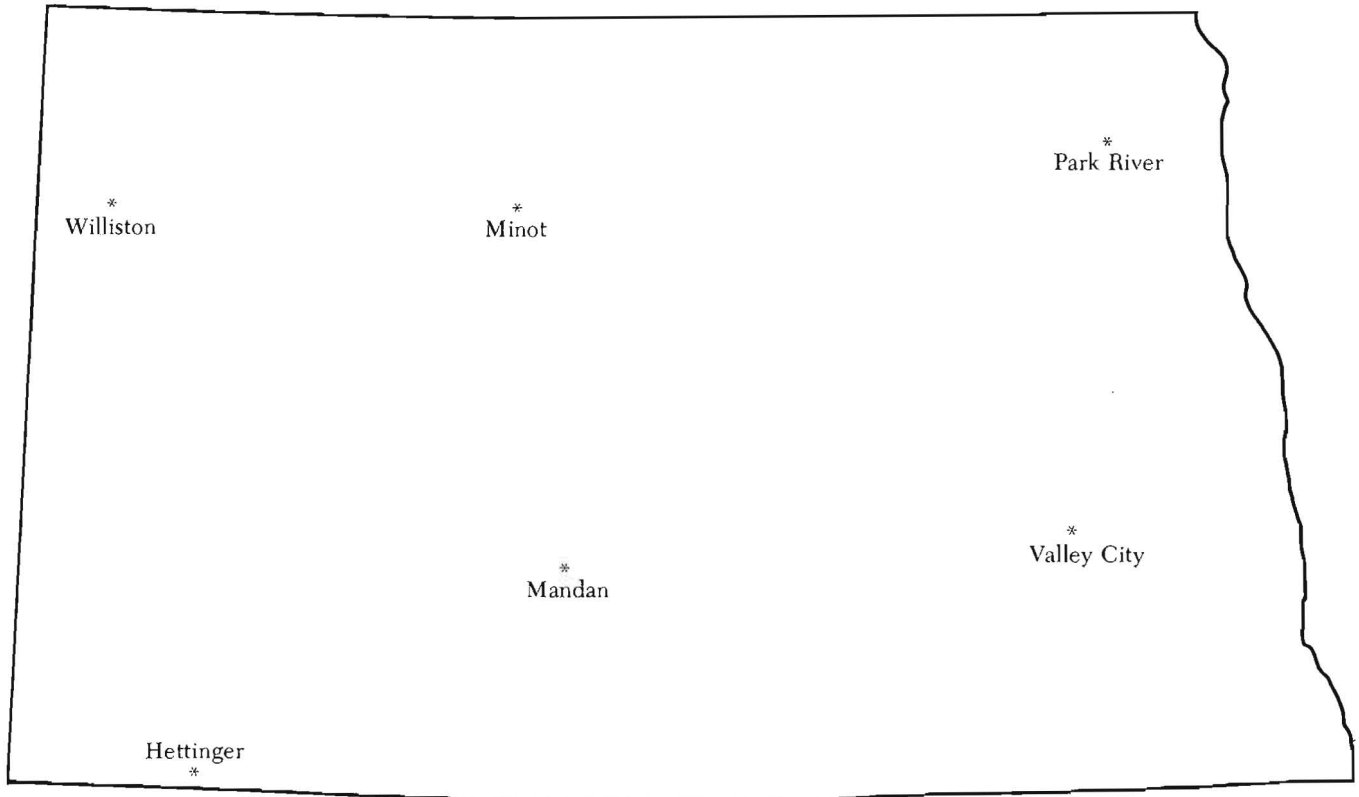 *
Park River
*
Williston
*
Minot
*
Valley City
*
Mandan
Hettinger
*